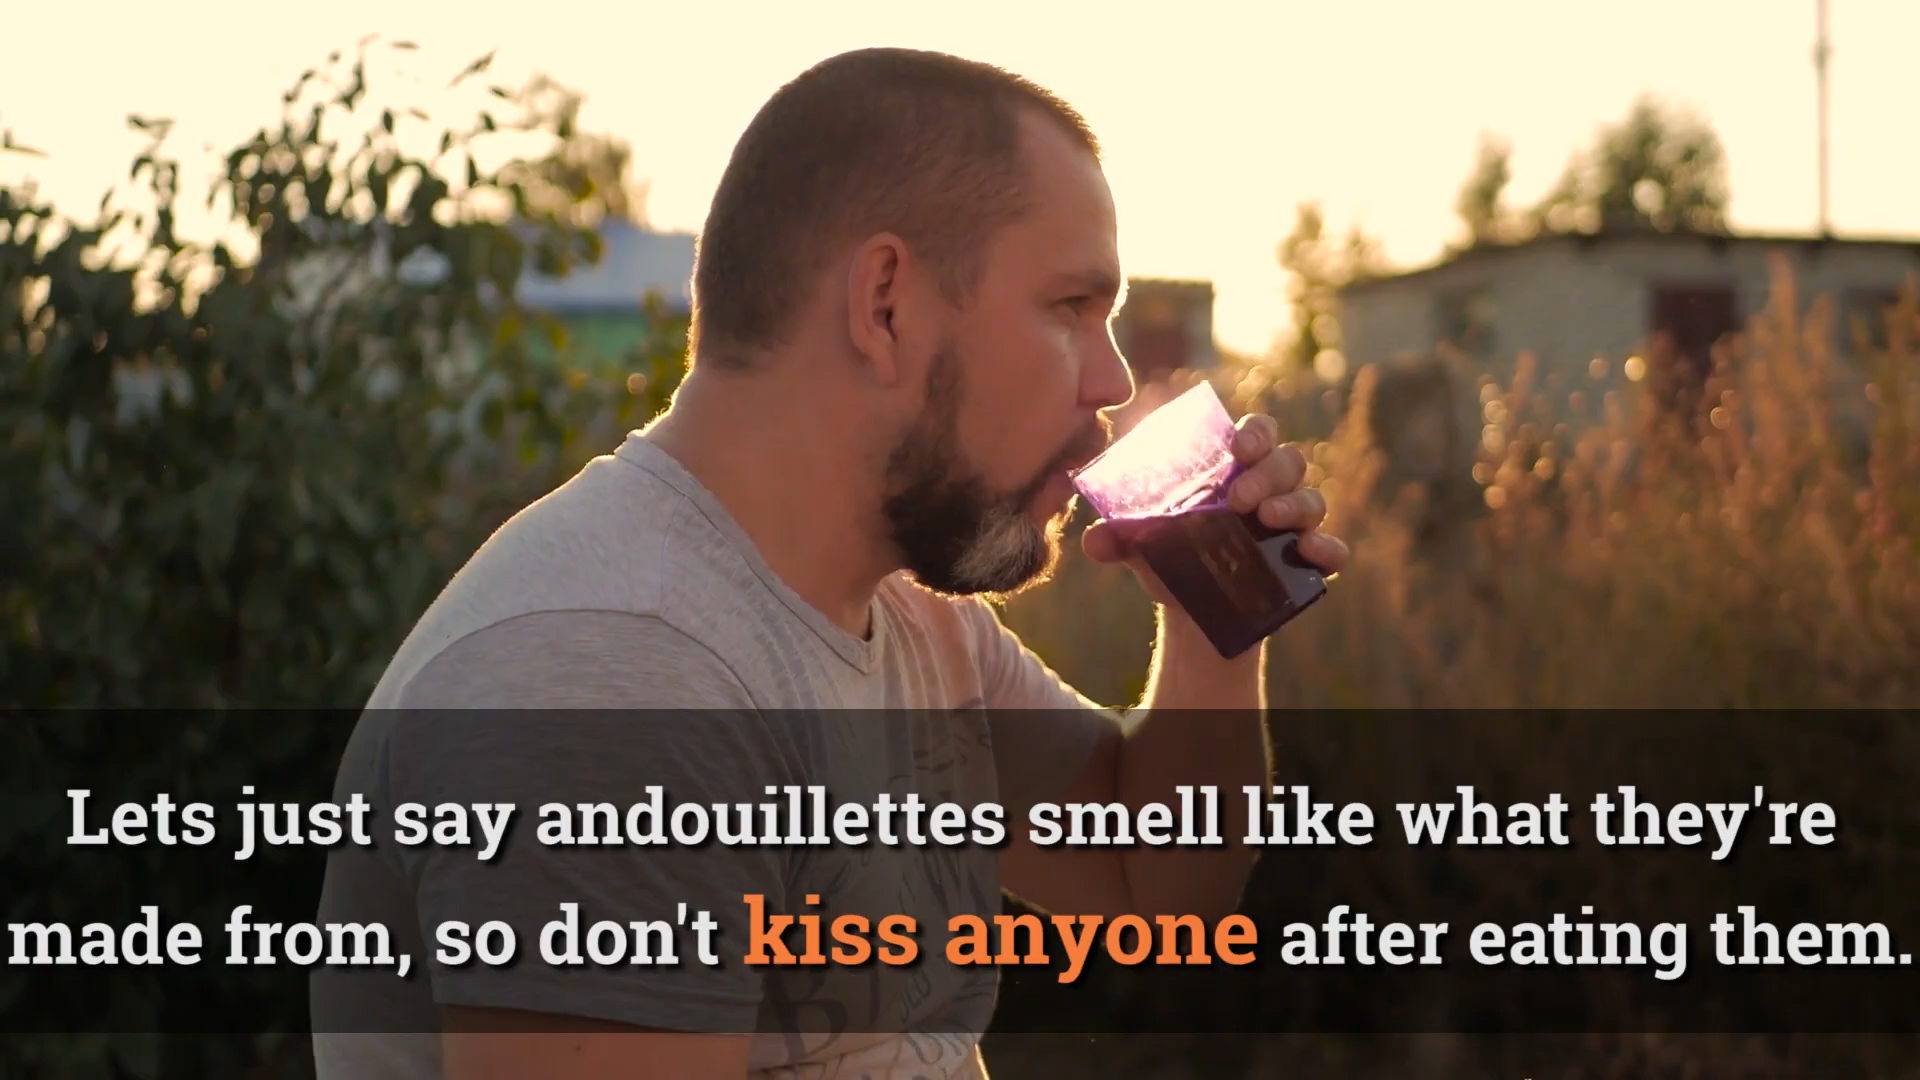 Lets just say andouillettes smell like what they're
made from, so don't kiss anyone after eating them.